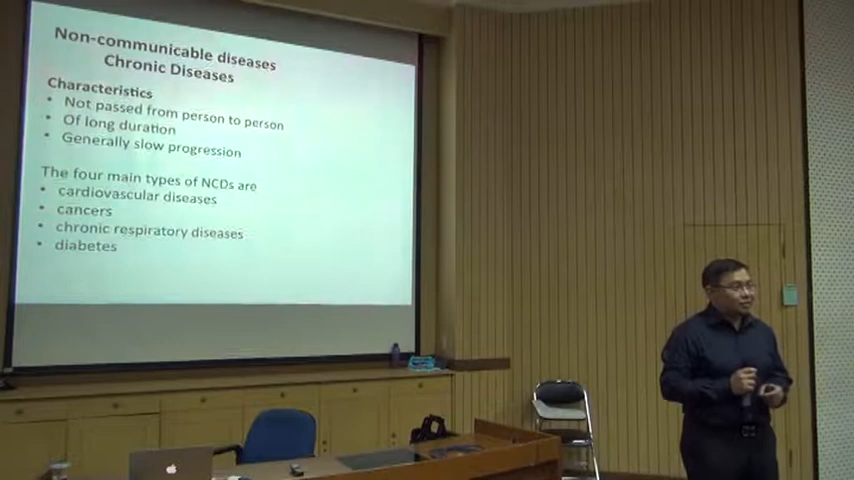 Non-communicable diseases
Chronic Diseases
Characteristics
• Not passed from person to person
• Of long duration
• Generally slow progression
The four main types of NCDs are
• cardiovascular diseases
• cancers
• chronic respiratory diseases
• diabetes